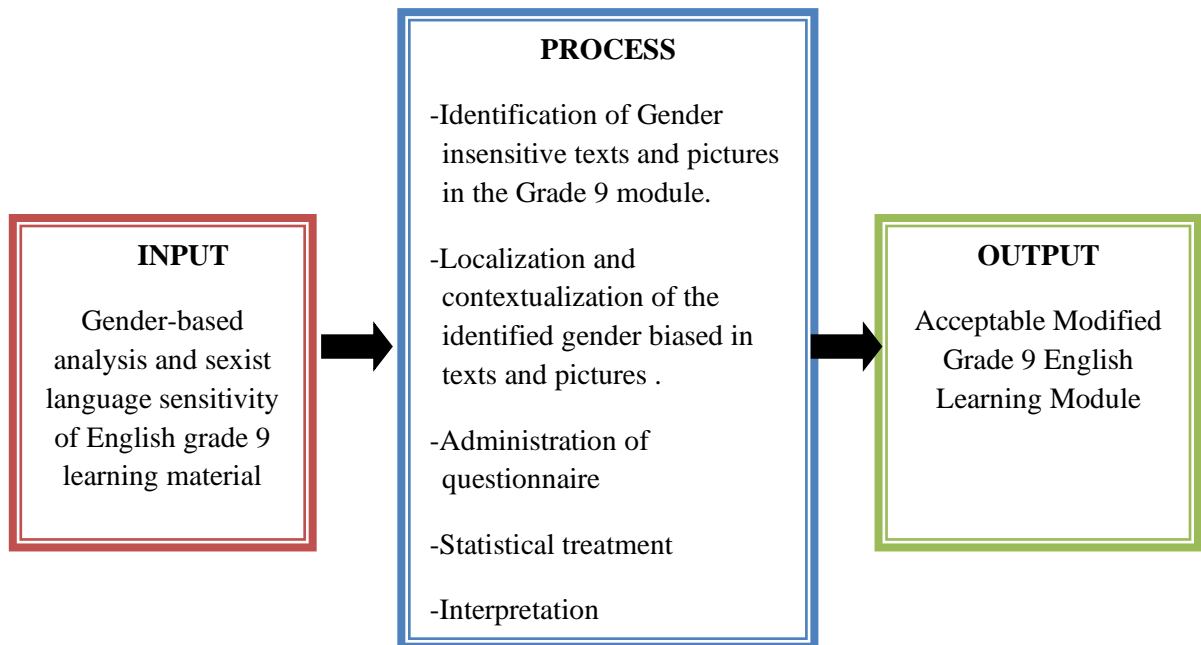 INPUT
Gender-based
analysis and sexist
language sensitivity
of English grade 9
learning material
PROCESS
-Identification of Gender
insensitive texts and pictures
in the Grade 9 module.
-Localization and
contextualization of the
identified gender biased in
texts and pictures .
-Administration of
questionnaire
-Statistical treatment
-Interpretation
OUTPUT
Acceptable Modified
Grade 9 English
Learning Module